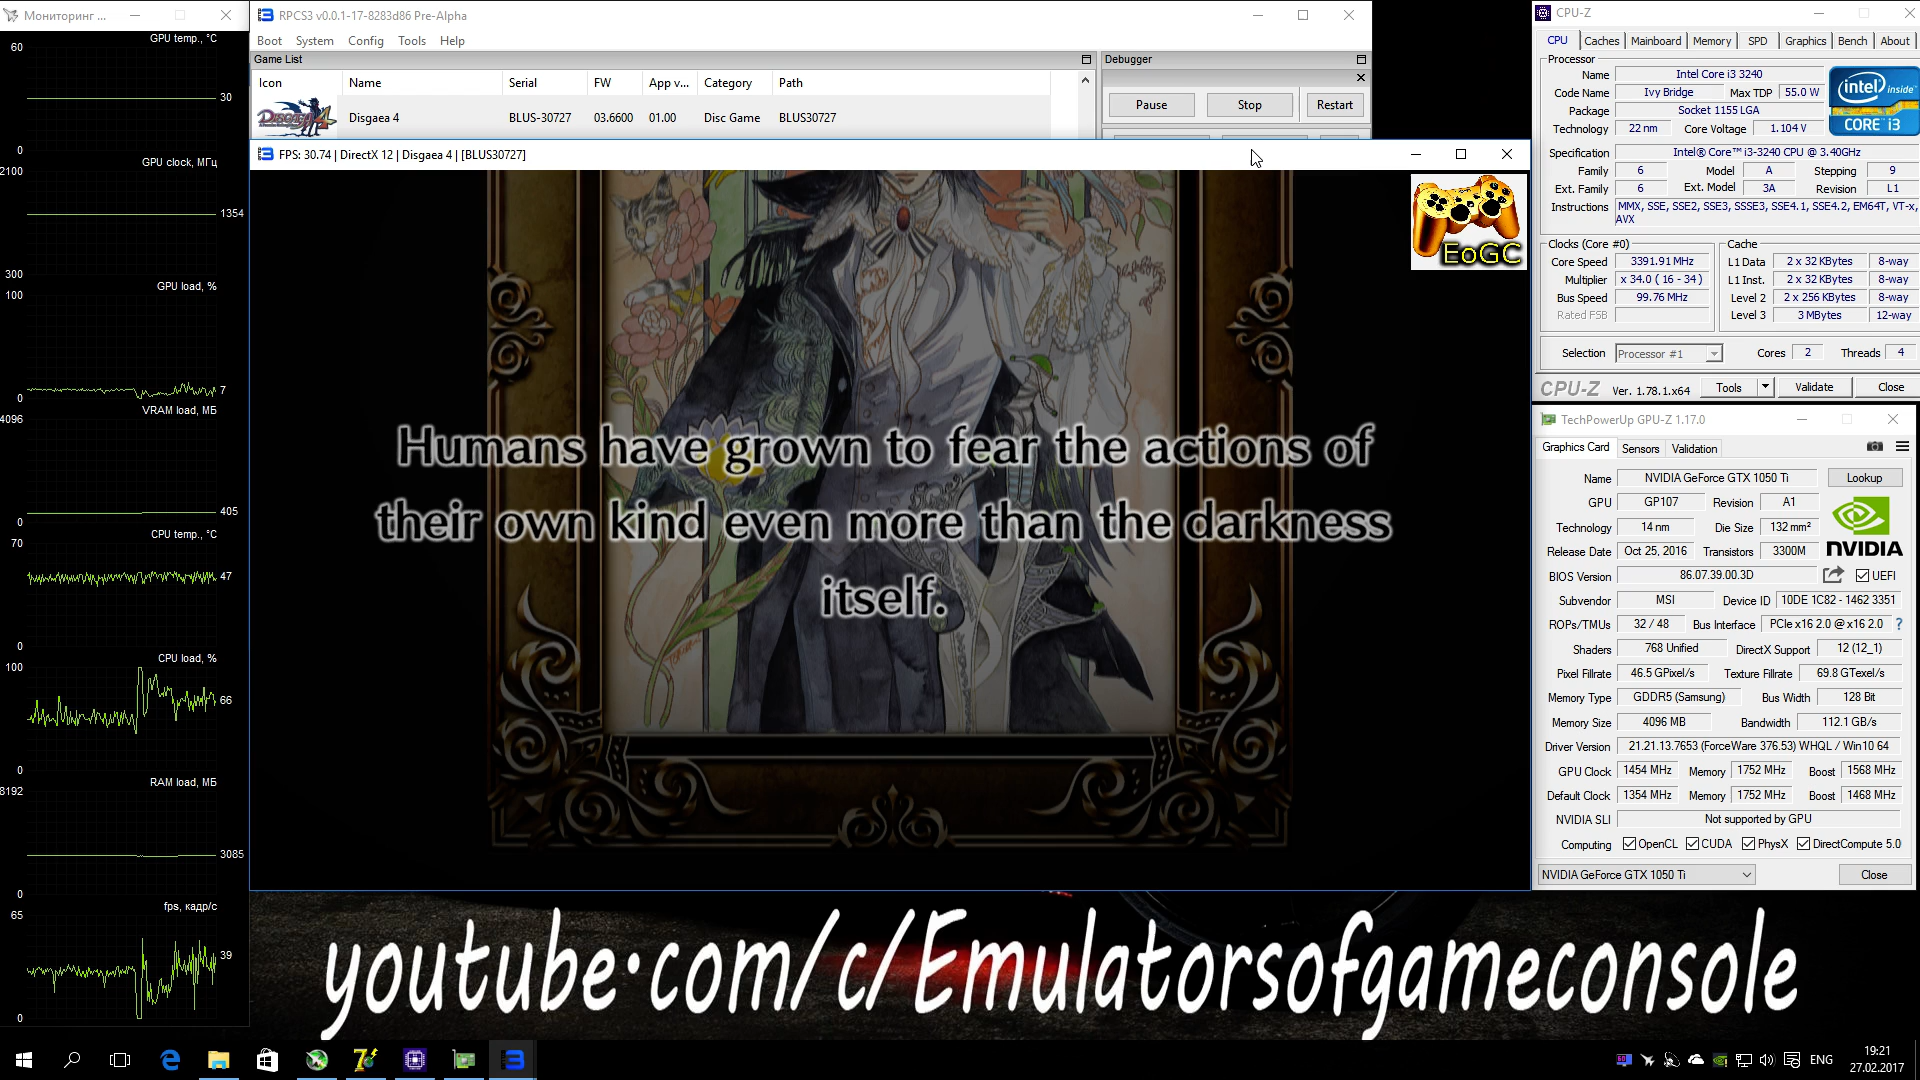 Мониторинг ...
GPU temp., °C
60
30
0
GPU clock, МГц
2100
1354
300
GPU load, %
100
7
0
VRAM load, МБ
4096
405
0
CPU temp., °C
70
47
0
CPU load, %
100
66
0
RAM load, МБ
8192
3085
0
fps, кадр/с
65
39
0
RPCS3 v0.0.1-17-8283d86 Pre-Alpha
Boot System Config Tools Help
Game List
Icon Name Serial FW App v... Category Path
DISGAEA 4 Disgaea 4 BLUS-30727 03.6600 01.00 Disc Game BLUS30727
Debugger
Pause Stop Restart
FPS: 30.74 | DirectX 12 | Disgaea 4 | [BLUS30727]
EoGC
Humans have grown to fear the actions of
their own kind even more than the darkness
itself.
CPU-Z
CPU Caches Mainboard Memory SPD Graphics Bench About
Processor
Name Intel Core i3 3240
Code Name Ivy Bridge Max TDP 55.0 W
Package Socket 1155 LGA
Technology 22 nm Core Voltage 1.104 V
intel inside™
CORE i3
Specification Intel® Core™ i3-3240 CPU @ 3.40GHz
Family 6 Model A Stepping 9
Ext. Family 6 Ext. Model 3A Revision L1
Instructions MMX, SSE, SSE2, SSE3, SSSE3, SSE4.1, SSE4.2, EM64T, VT-x,
AVX
Clocks (Core #0)
Core Speed 3391.91 MHz
Multiplier x 34.0 ( 16 - 34 )
Bus Speed 99.76 MHz
Rated FSB
Cache
L1 Data 2 x 32 KBytes 8-way
L1 Inst. 2 x 32 KBytes 8-way
Level 2 2 x 256 KBytes 8-way
Level 3 3 MBytes 12-way
Selection Processor #1 Cores 2 Threads 4
CPU-Z Ver. 1.78.1.x64 Tools Validate Close
TechPowerUp GPU-Z 1.17.0
Graphics Card Sensors Validation
Name NVIDIA GeForce GTX 1050 Ti Lookup
GPU GP107 Revision A1
Technology 14 nm Die Size 132 mm²
Release Date Oct 25, 2016 Transistors 3300M
NVIDIA
BIOS Version 86.07.39.00.3D UEFI
Subvendor MSI Device ID 10DE 1C82 - 1462 3351
ROPs/TMUs 32 / 48 Bus Interface PCIe x16 2.0 @ x16 2.0 ?
Shaders 768 Unified DirectX Support 12 (12_1)
Pixel Fillrate 46.5 GPixel/s Texture Fillrate 69.8 GTexel/s
Memory Type GDDR5 (Samsung) Bus Width 128 Bit
Memory Size 4096 MB Bandwidth 112.1 GB/s
Driver Version 21.21.13.7653 (ForceWare 376.53) WHQL / Win10 64
GPU Clock 1454 MHz Memory 1752 MHz Boost 1568 MHz
Default Clock 1354 MHz Memory 1752 MHz Boost 1468 MHz
NVIDIA SLI Not supported by GPU
Computing OpenCL CUDA PhysX DirectCompute 5.0
NVIDIA GeForce GTX 1050 Ti Close
youtube.com/c/Emulatorsofgameconsole
ENG
19:21
27.02.2017